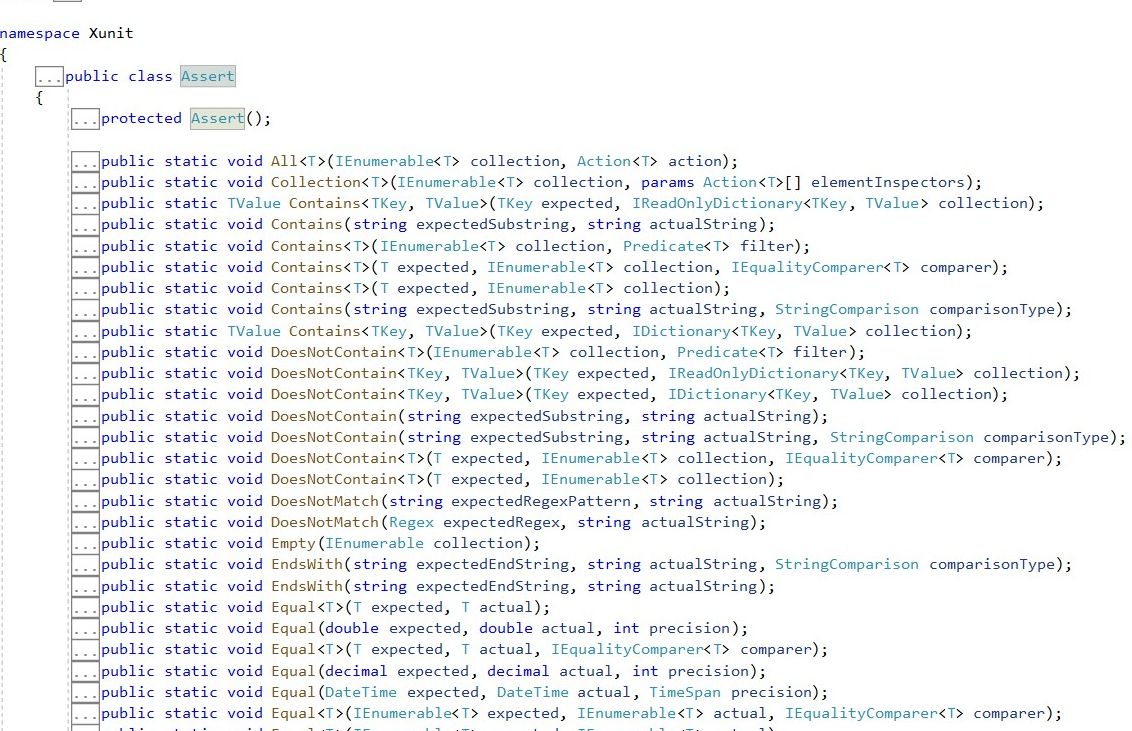 namespace Xunit
{
...public class Assert
{
...protected Assert();
...public static void All<T>(IEnumerable<T> collection, Action<T> action);
...public static void Collection<T>(IEnumerable<T> collection, params Action<T>[] elementInspectors);
...public static TValue Contains<TKey, TValue>(TKey expected, IReadOnlyDictionary<TKey, TValue> collection);
...public static void Contains(string expectedSubstring, string actualString);
...public static void Contains<T>(IEnumerable<T> collection, Predicate<T> filter);
...public static void Contains<T>(T expected, IEnumerable<T> collection, IEqualityComparer<T> comparer);
...public static void Contains<T>(T expected, IEnumerable<T> collection);
...public static void Contains(string expectedSubstring, string actualString, StringComparison comparisonType);
...public static TValue Contains<TKey, TValue>(TKey expected, IDictionary<TKey, TValue> collection);
...public static void DoesNotContain<T>(IEnumerable<T> collection, Predicate<T> filter);
...public static void DoesNotContain<TKey, TValue>(TKey expected, IReadOnlyDictionary<TKey, TValue> collection);
...public static void DoesNotContain<TKey, TValue>(TKey expected, IDictionary<TKey, TValue> collection);
...public static void DoesNotContain(string expectedSubstring, string actualString);
...public static void DoesNotContain(string expectedSubstring, string actualString, StringComparison comparisonType);
...public static void DoesNotContain<T>(T expected, IEnumerable<T> collection, IEqualityComparer<T> comparer);
...public static void DoesNotContain<T>(T expected, IEnumerable<T> collection);
...public static void DoesNotMatch(string expectedRegexPattern, string actualString);
...public static void DoesNotMatch(Regex expectedRegex, string actualString);
...public static void Empty(IEnumerable collection);
...public static void EndsWith(string expectedEndString, string actualString, StringComparison comparisonType);
...public static void EndsWith(string expectedEndString, string actualString);
...public static void Equal<T>(T expected, T actual);
...public static void Equal(double expected, double actual, int precision);
...public static void Equal<T>(T expected, T actual, IEqualityComparer<T> comparer);
...public static void Equal(decimal expected, decimal actual, int precision);
...public static void Equal(DateTime expected, DateTime actual, TimeSpan precision);
...public static void Equal<T>(IEnumerable<T> expected, IEnumerable<T> actual, IEqualityComparer<T> comparer);